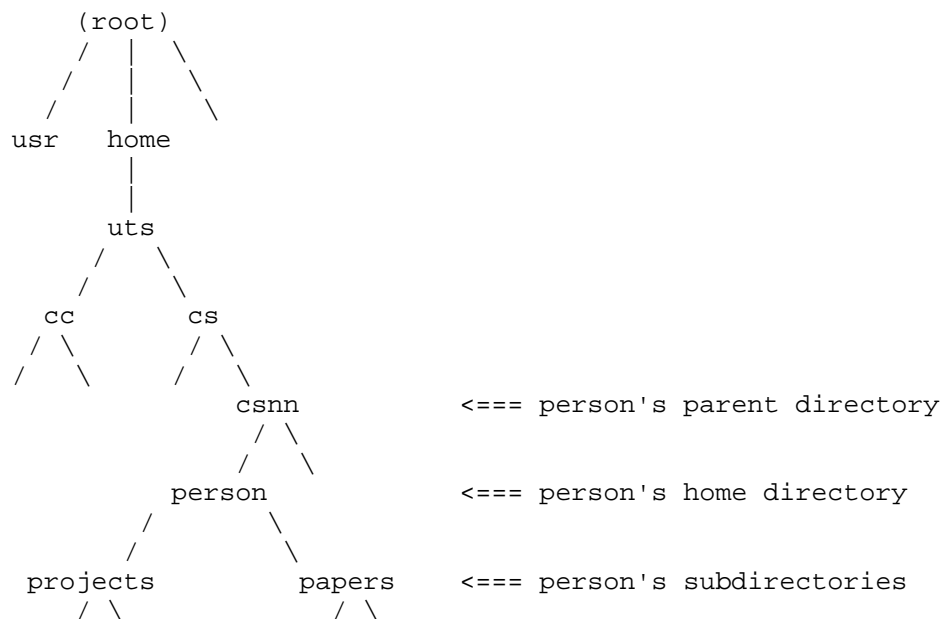 (root)
usr home
uts
cc cs
csnn <=== person's parent directory
person <=== person's home directory
projects papers <=== person's subdirectories